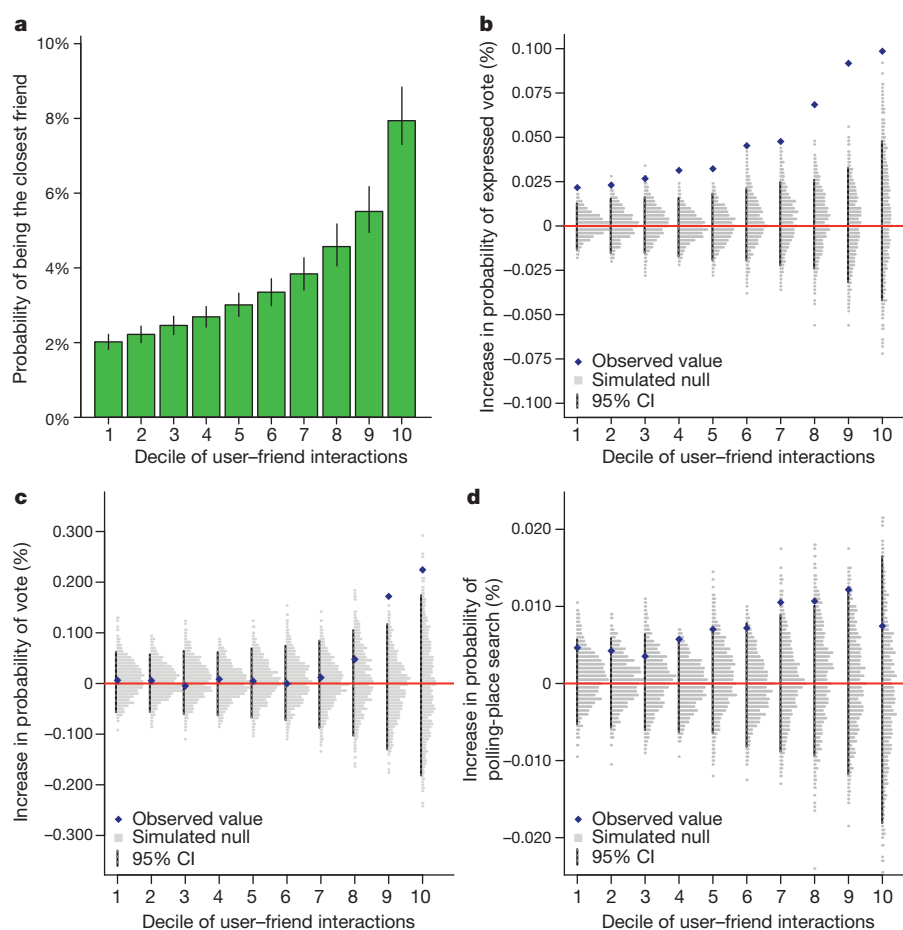 a
Probability of being the closest friend
10%
8%
6%
4%
2%
0%
1 2 3 4 5 6 7 8 9 10
Decile of user–friend interactions
b
Increase in probability of expressed vote (%)
0.100
0.075
0.050
0.025
0
−0.025
−0.050
−0.075
−0.100
Observed value
Simulated null
95% CI
1 2 3 4 5 6 7 8 9 10
Decile of user–friend interactions
c
Increase in probability of vote (%)
0.300
0.200
0.100
0
−0.100
−0.200
−0.300
Observed value
Simulated null
95% CI
1 2 3 4 5 6 7 8 9 10
Decile of user–friend interactions
d
Increase in probability of
polling-place search (%)
0.020
0.010
0
−0.010
−0.020
Observed value
Simulated null
95% CI
1 2 3 4 5 6 7 8 9 10
Decile of user–friend interactions